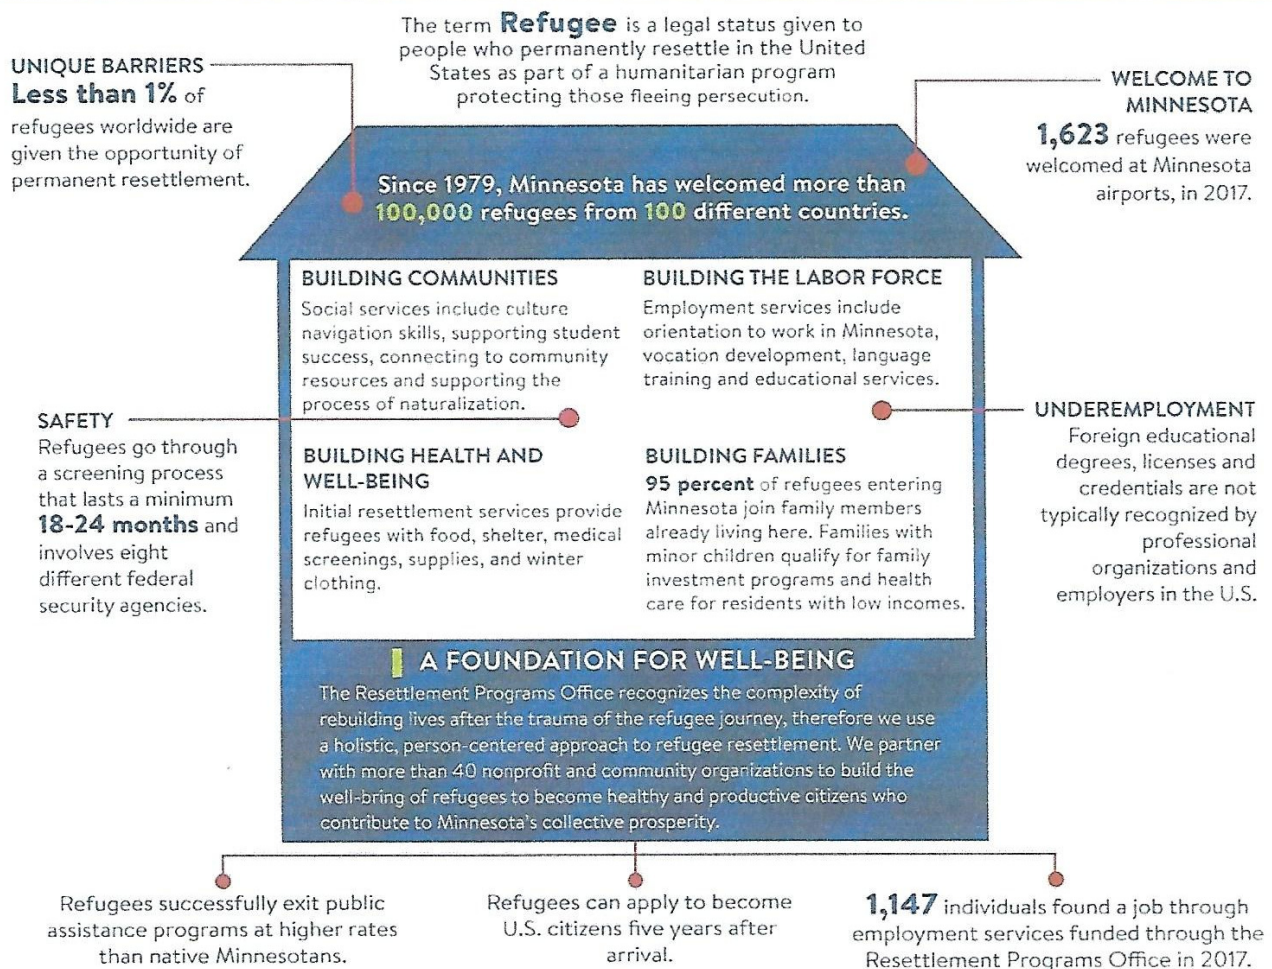 The term Refugee is a legal status given to
people who permanently resettle in the United
States as part of a humanitarian program
protecting those fleeing persecution.
UNIQUE BARRIERS
Less than 1% of
refugees worldwide are
given the opportunity of
permanent resettlement.
WELCOME TO
MINNESOTA
1,623 refugees were
welcomed at Minnesota
airports, in 2017.
Since 1979, Minnesota has welcomed more than
100,000 refugees from 100 different countries.
BUILDING COMMUNITIES
Social services include culture
navigation skills, supporting student
success, connecting to community
resources and supporting the
process of naturalization.
BUILDING THE LABOR FORCE
Employment services include
orientation to work in Minnesota,
vocation development, language
training and educational services.
SAFETY
Refugees go through
a screening process
that lasts a minimum
18-24 months and
involves eight
different federal
security agencies.
BUILDING HEALTH AND
WELL-BEING
Initial resettlement services provide
refugees with food, shelter, medical
screenings, supplies, and winter
clothing.
BUILDING FAMILIES
95 percent of refugees entering
Minnesota join family members
already living here. Families with
minor children qualify for family
investment programs and health
care for residents with low incomes.
UNDEREMPLOYMENT
Foreign educational
degrees, licenses and
credentials are not
typically recognized by
professional
organizations and
employers in the U.S.
A FOUNDATION FOR WELL-BEING
The Resettlement Programs Office recognizes the complexity of
rebuilding lives after the trauma of the refugee journey, therefore we use
a holistic, person-centered approach to refugee resettlement. We partner
with more than 40 nonprofit and community organizations to build the
well-bring of refugees to become healthy and productive citizens who
contribute to Minnesota's collective prosperity.
Refugees successfully exit public
assistance programs at higher rates
than native Minnesotans.
Refugees can apply to become
U.S. citizens five years after
arrival.
1,147 individuals found a job through
employment services funded through the
Resettlement Programs Office in 2017.